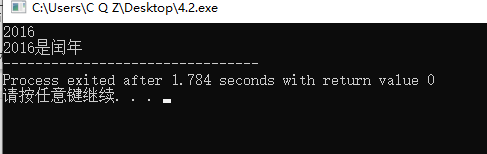 C:\Users\C Q Z\Desktop\4.2.exe
2016
2016是闰年
--------------------------------
Process exited after 1.784 seconds with return value 0
请按任意键继续. . .